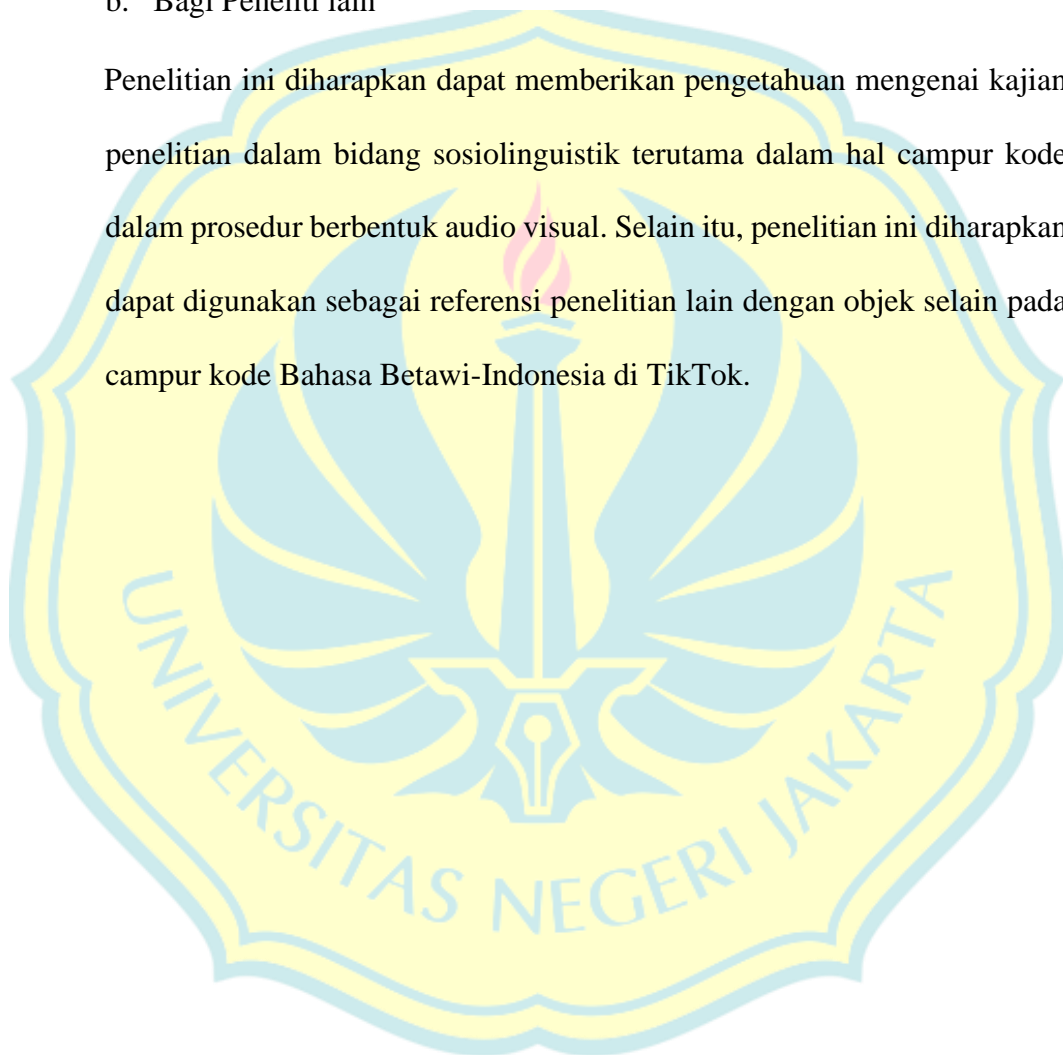 b. Bagi Peneliti lain
Penelitian ini diharapkan dapat memberikan pengetahuan mengenai kajian
penelitian dalam bidang sosiolinguistik terutama dalam hal campur kode
dalam prosedur berbentuk audio visual. Selain itu, penelitian ini diharapkan
dapat digunakan sebagai referensi penelitian lain dengan objek selain pada
campur kode Bahasa Betawi-Indonesia di TikTok.
UNIVERSITAS NEGERI JAKARTA